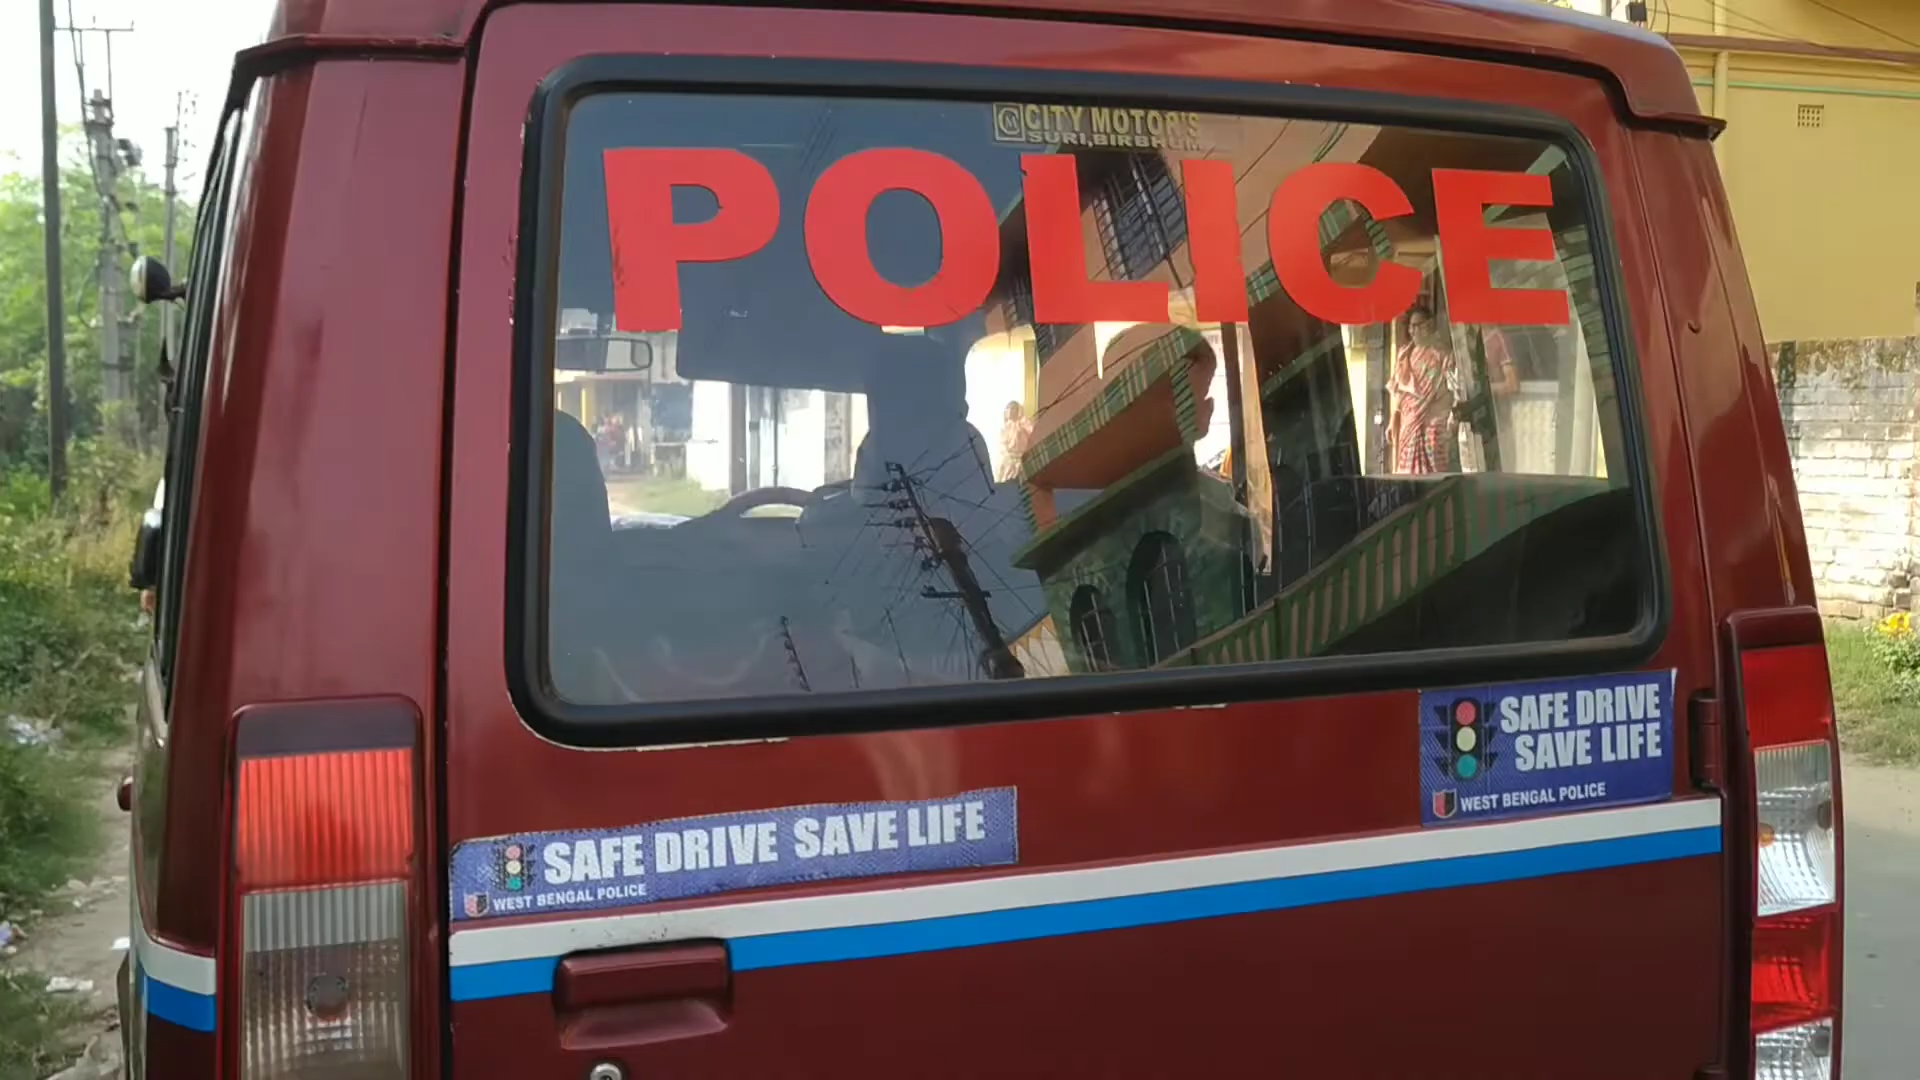 CITY MOTOR'S
SURI,BIRBHUM
POLICE
SAFE DRIVE
SAVE LIFE
WEST BENGAL POLICE
SAFE DRIVE SAVE LIFE
WEST BENGAL POLICE